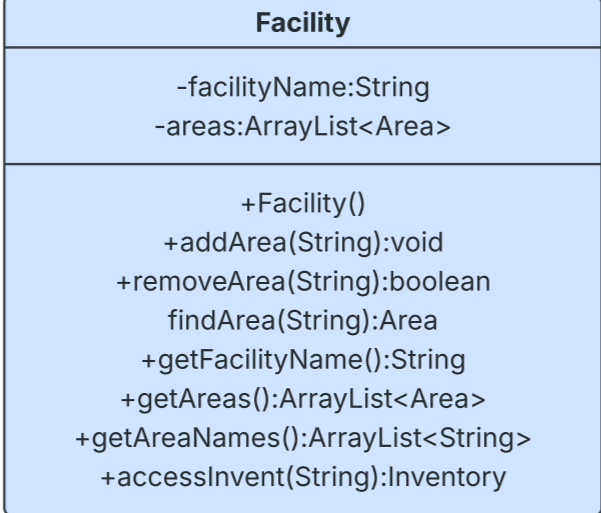 Facility
-facilityName:String
-areas:ArrayList<Area>
+Facility()
+addArea(String):void
+removeArea(String):boolean
findArea(String):Area
+getFacilityName():String
+getAreas():ArrayList<Area>
+getAreaNames():ArrayList<String>
+accessInvent(String):Inventory